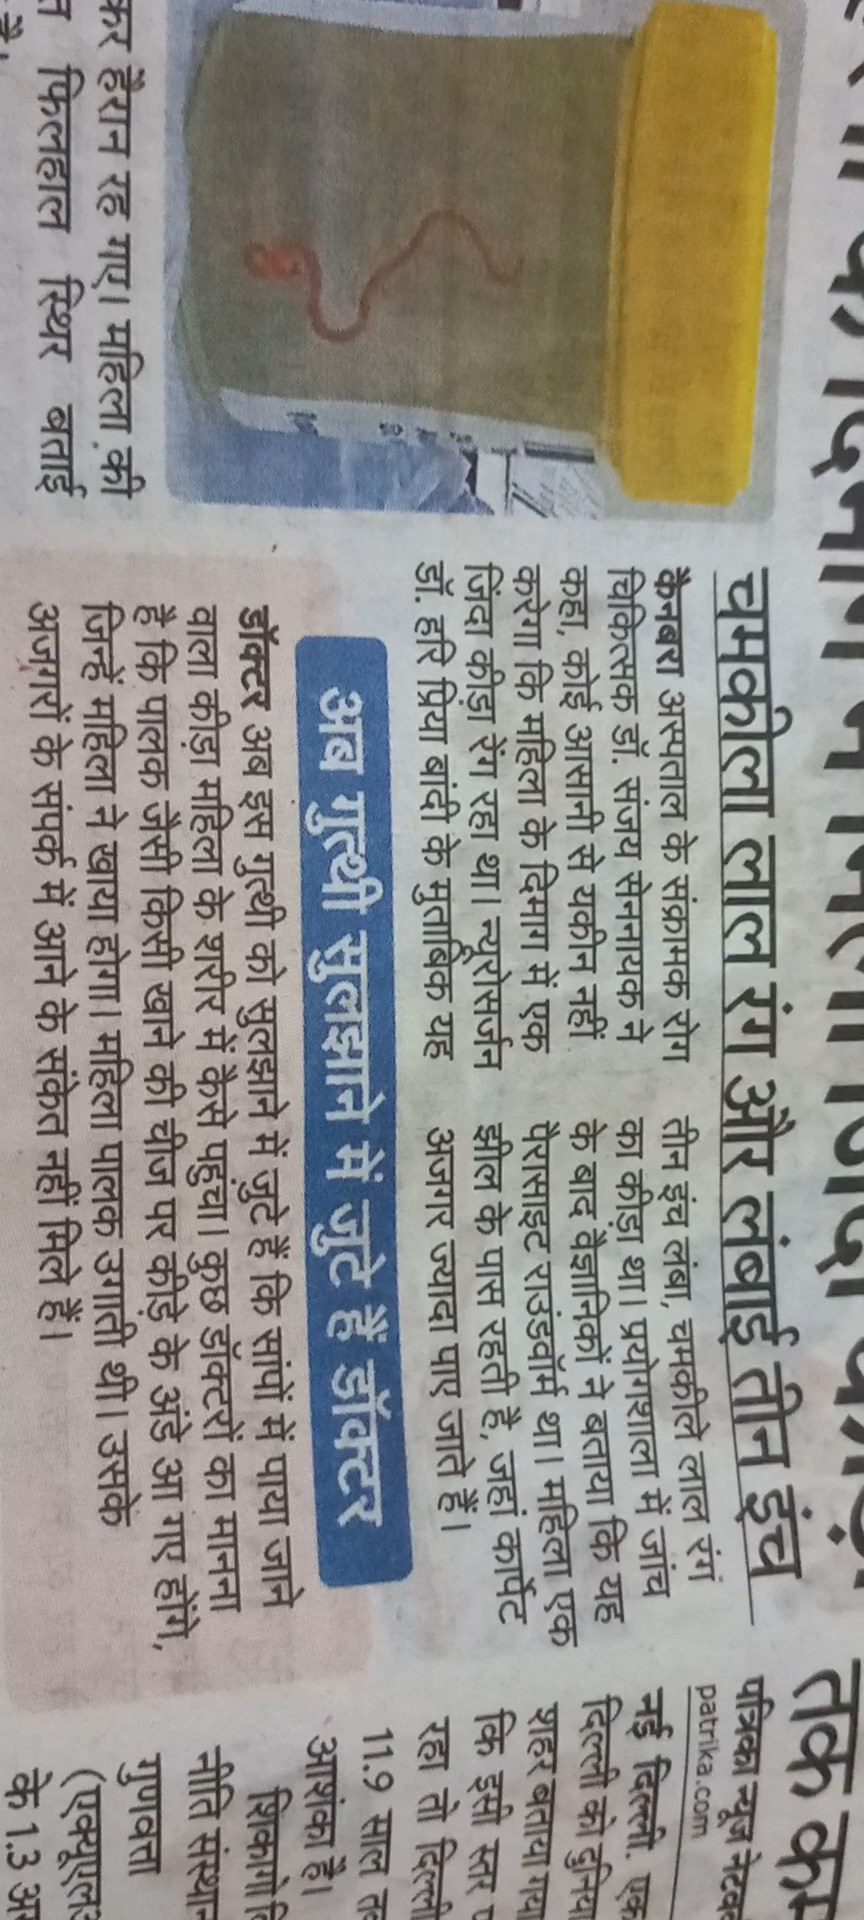 चमकीला लाल रंग और लंबाई तीन इंच
कैनबरा अस्पताल के संक्रामक रोग
चिकित्सक डॉ. संजय सेननायक ने
कहा, कोई आसानी से यकीन नहीं
करेगा कि महिला के दिमाग में एक
जिंदा कीड़ा रेंग रहा था। न्यूरोसर्जन
डॉ. हरि प्रिया बांदी के मुताबिक यह
तीन इंच लंबा, चमकीले लाल रंग
का कीड़ा था। प्रयोगशाला में जांच
के बाद वैज्ञानिकों ने बताया कि यह
पैरासाइट राउंडवॉर्म था। महिला एक
झील के पास रहती है, जहां कार्पेट
अजगर ज्यादा पाए जाते हैं।
अब गुत्थी सुलझाने में जुटे हैं डॉक्टर
डॉक्टर अब इस गुत्थी को सुलझाने में जुटे हैं कि सांपों में पाया जाने
वाला कीड़ा महिला के शरीर में कैसे पहुंचा। कुछ डॉक्टरों का मानना
है कि पालक जैसी किसी खाने की चीज पर कीड़े के अंडे आ गए होंगे,
जिन्हें महिला ने खाया होगा। महिला पालक उगाती थी। उसके
अजगरों के संपर्क में आने के संकेत नहीं मिले हैं।
कर हैरान रह गए। महिला की
फिलहाल स्थिर बताई
तक
पत्रिका न्यूज
patrika.com
नई दिल्ली. एक
दिल्ली को
शहर बताया गया
कि इसी स्तर
रहा तो दिल्ली
11.9 साल
आशंका है।
शिकागो
नीति
गुणवत्ता
के 1.3